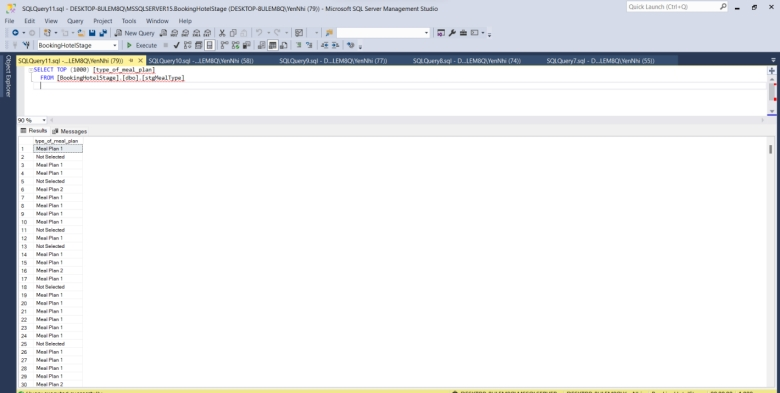 SQLQuery11.sql - DESKTOP-BULEM8Q\MSSQLSERVER15.BookingHotelStage (DESKTOP-BULEM8Q\YenNhi (79)) - Microsoft SQL Server Management Studio
Quick Launch (Ctrl+Q)
File Edit View Query Project Tools Window Help
New Query
BookingHotelStage
Execute
SQLQuery11.sql -...LEM8Q\YenNhi (79))
SQLQuery10.sql -...LEM8Q\YenNhi (58))
SQLQuery9.sql - D...LEM8Q\YenNhi (77))
SQLQuery8.sql - D...LEM8Q\YenNhi (74))
SQLQuery7.sql - D...LEM8Q\YenNhi (55))
Object Explorer
SELECT TOP (1000) [type_of_meal_plan]
FROM [BookingHotelStage].[dbo].[stgMealType]
90 %
Results Messages
type_of_meal_plan
1 Meal Plan 1
2 Not Selected
3 Meal Plan 1
4 Meal Plan 1
5 Not Selected
6 Meal Plan 2
7 Meal Plan 1
8 Meal Plan 1
9 Meal Plan 1
10 Meal Plan 1
11 Not Selected
12 Meal Plan 1
13 Not Selected
14 Meal Plan 1
15 Meal Plan 1
16 Meal Plan 2
17 Meal Plan 1
18 Not Selected
19 Meal Plan 1
20 Meal Plan 1
21 Meal Plan 1
22 Meal Plan 1
23 Meal Plan 1
24 Meal Plan 1
25 Not Selected
26 Meal Plan 1
27 Meal Plan 1
28 Meal Plan 1
29 Meal Plan 1
30 Meal Plan 2